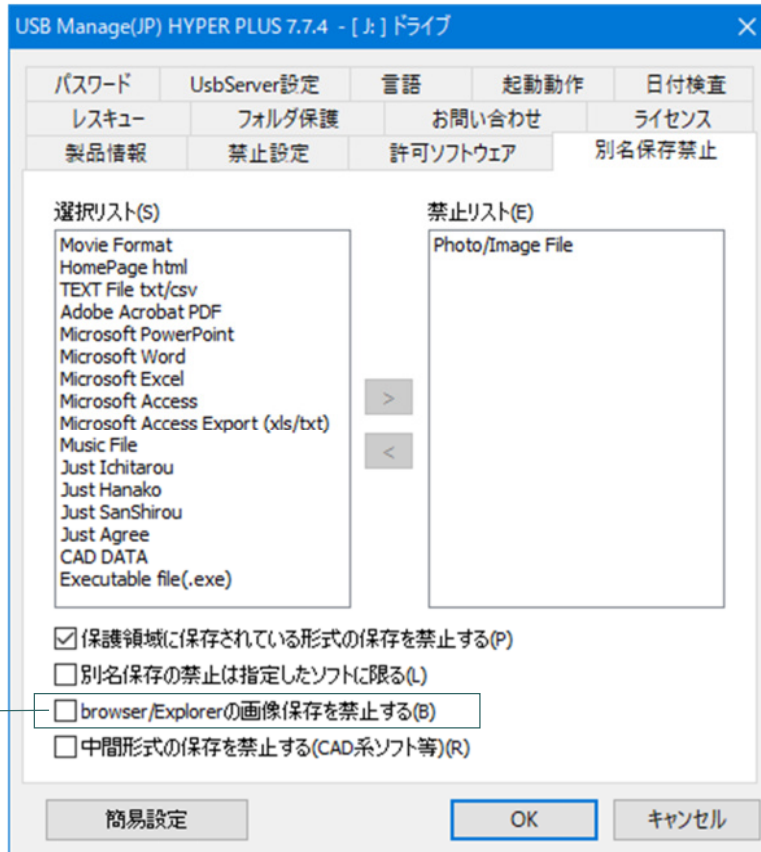 USB Manage(JP) HYPER PLUS 7.7.4 - [ J: ] ドライブ
パスワード UsbServer設定 言語 起動動作 日付検査
レスキュー フォルダ保護 お問い合わせ ライセンス
製品情報 禁止設定 許可ソフトウェア 別名保存禁止
選択リスト(S)
Movie Format
HomePage html
TEXT File txt/csv
Adobe Acrobat PDF
Microsoft PowerPoint
Microsoft Word
Microsoft Excel
Microsoft Access
Microsoft Access Export (xls/txt)
Music File
Just Ichitarou
Just Hanako
Just SanShirou
Just Agree
CAD DATA
Executable file(.exe)
>
<
禁止リスト(E)
Photo/Image File
保護領域に保存されている形式の保存を禁止する(P)
別名保存の禁止は指定したソフトに限る(L)
browser/Explorerの画像保存を禁止する(B)
中間形式の保存を禁止する(CAD系ソフト等)(R)
簡易設定 OK キャンセル